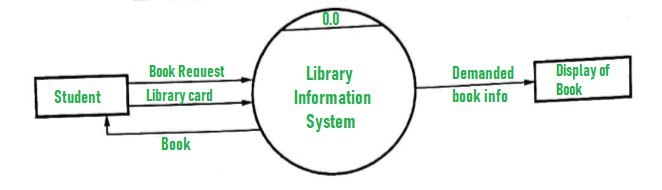 0.0
Book Request
Library card
Student
Book
Library
Information
System
Demanded
book info
Display of
Book